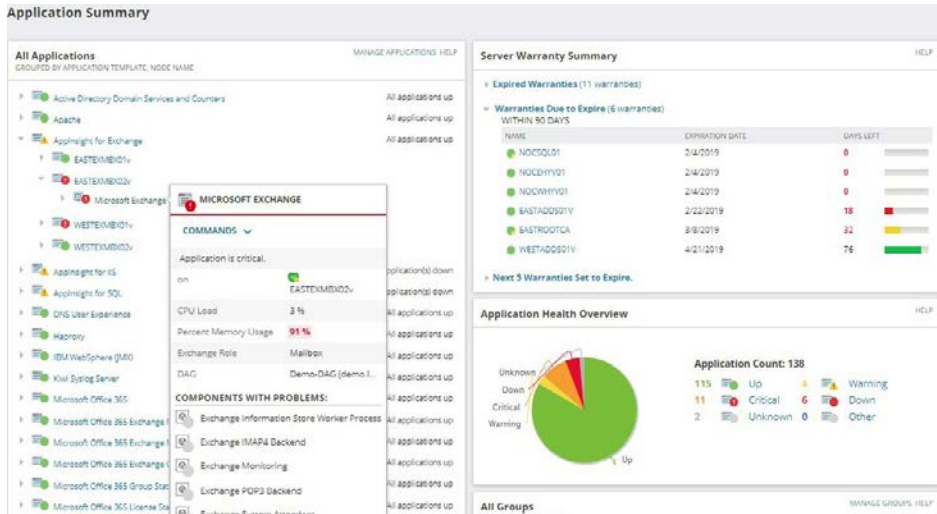 Application Summary
All Applications
MANAGE APPLICATIONS HELP
GROUPED BY APPLICATION TEMPLATE, NODE NAME
Active Directory Domain Services and Counters All applications up
Apache All applications up
AppInsight for Exchange All applications up
EASTEXMBX01v
EASTEXMBX02v
Microsoft Exchange
WESTEXMBX01v
WESTEXMBX02v
AppInsight for IIS pplication(s) down
AppInsight for SQL pplication(s) down
DNS User Experience All applications up
Haproxy All applications up
IBM WebSphere (JMX) All applications up
Kiwi Syslog Server All applications up
Microsoft Office 365 All applications up
Microsoft Office 365 Exchange All applications up
Microsoft Office 365 Exchange All applications up
Microsoft Office 365 Exchange All applications up
Microsoft Office 365 Group Stat All applications up
Microsoft Office 365 License Sta All applications up
MICROSOFT EXCHANGE
COMMANDS
Application is critical.
on EASTEXMBX02v
CPU Load 3 %
Percent Memory Usage 91 %
Exchange Role Mailbox
DAG Demo-DAG (demo.l...
COMPONENTS WITH PROBLEMS:
Exchange Information Store Worker Process
Exchange IMAP4 Backend
Exchange Monitoring
Exchange POP3 Backend
Server Warranty Summary
HELP
Expired Warranties (11 warranties)
Warranties Due to Expire (6 warranties)
WITHIN 90 DAYS
NAME EXPIRATION DATE DAYS LEFT
NOCSQL01 2/4/2019 0
NOCEHYV01 2/4/2019 0
NOCWHYV01 2/4/2019 0
EASTADDS01V 2/22/2019 18
EASTROOTCA 3/8/2019 32
WESTADDS01V 4/21/2019 76
Next 5 Warranties Set to Expire.
Application Health Overview
HELP
Unknown
Down
Critical
Warning
Up
Application Count: 138
115 Up 4 Warning
11 Critical 6 Down
2 Unknown 0 Other
All Groups
MANAGE GROUPS HELP